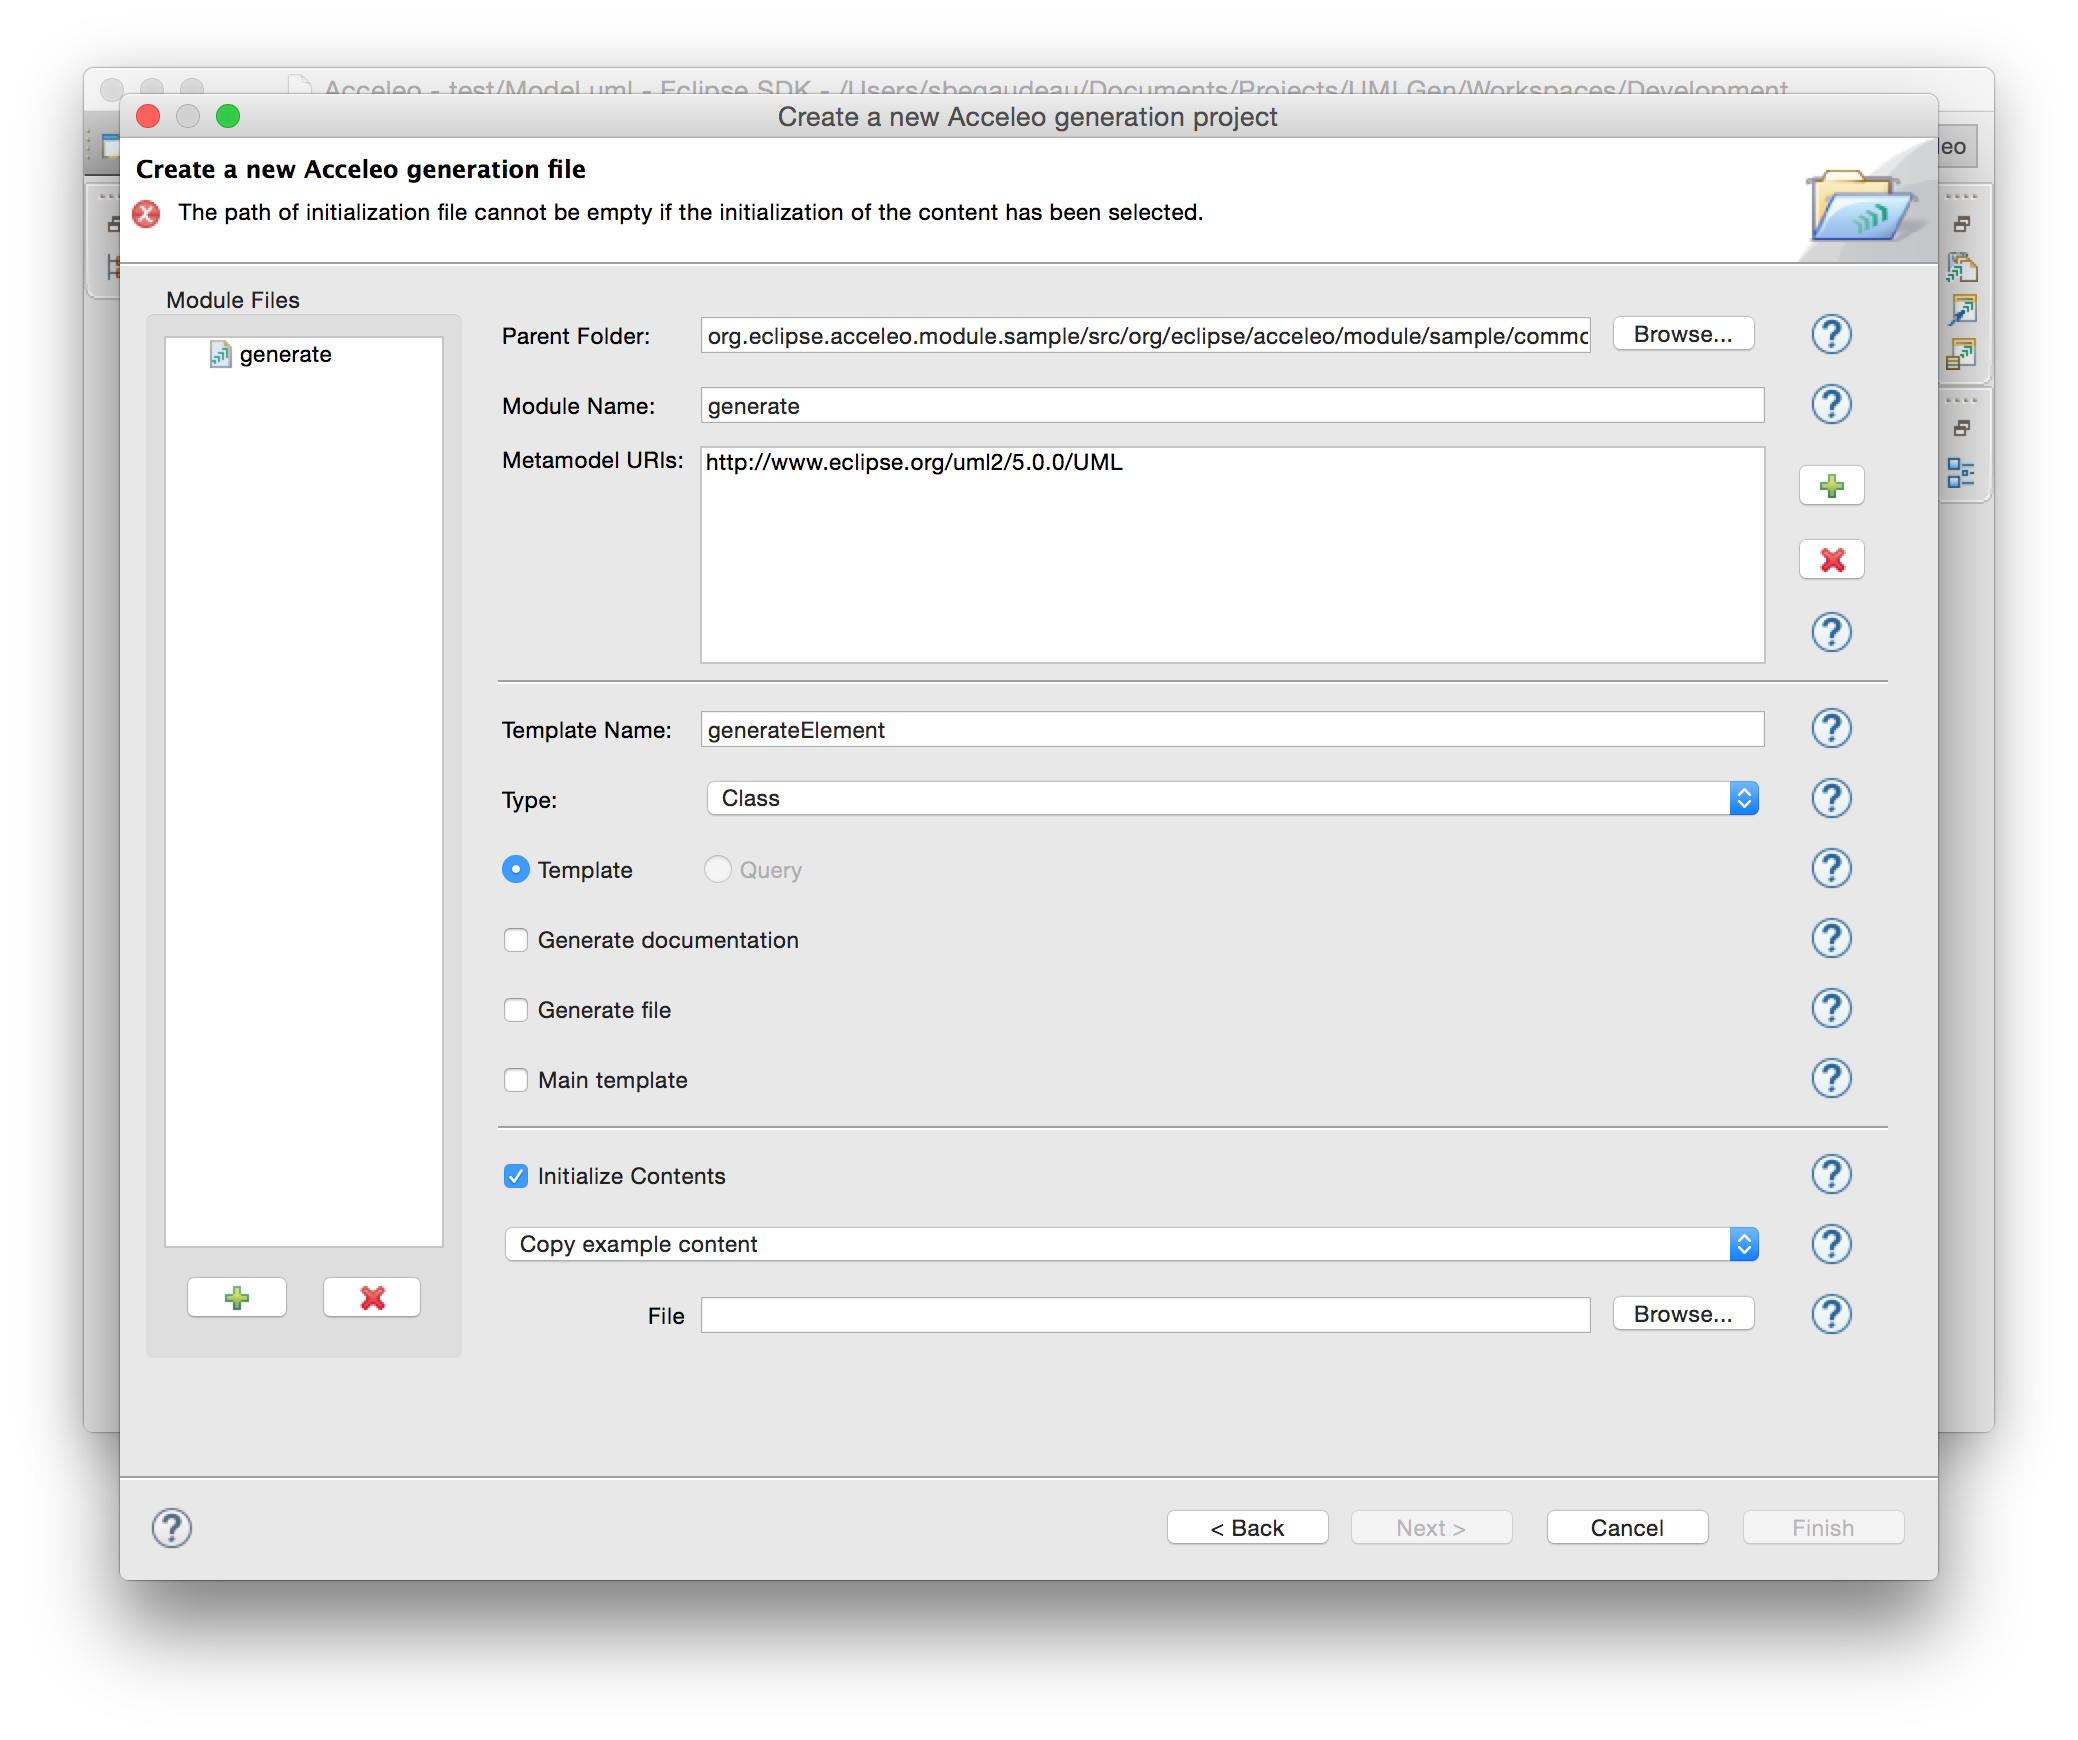 Acceleo - test/Model.uml - Eclipse SDK - /Users/sbegaudeau/Documents/Projects/UMLGen/Workspaces/Development
Create a new Acceleo generation project
eo
Create a new Acceleo generation file
The path of initialization file cannot be empty if the initialization of the content has been selected.
Module Files
generate
Parent Folder: org.eclipse.acceleo.module.sample/src/org/eclipse/acceleo/module/sample/commo Browse...
Module Name: generate
Metamodel URIs: http://www.eclipse.org/uml2/5.0.0/UML
Template Name: generateElement
Type: Class
Template Query
Generate documentation
Generate file
Main template
Initialize Contents
Copy example content
File Browse...
< Back Next > Cancel Finish